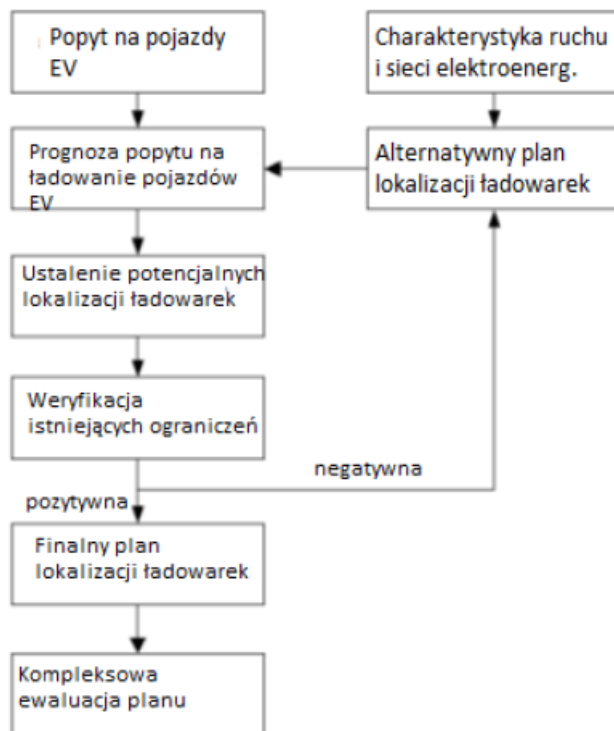 Popyt na pojazdy
EV
Charakterystyka ruchu
i sieci elektroenerg.
Prognoza popytu na
ładowanie pojazdów
EV
Alternatywny plan
lokalizacji ładowarek
Ustalenie potencjalnych
lokalizacji ładowarek
Weryfikacja
istniejących ograniczeń
negatywna
pozytywna
Finalny plan
lokalizacji ładowarek
Kompleksowa
ewaluacja planu